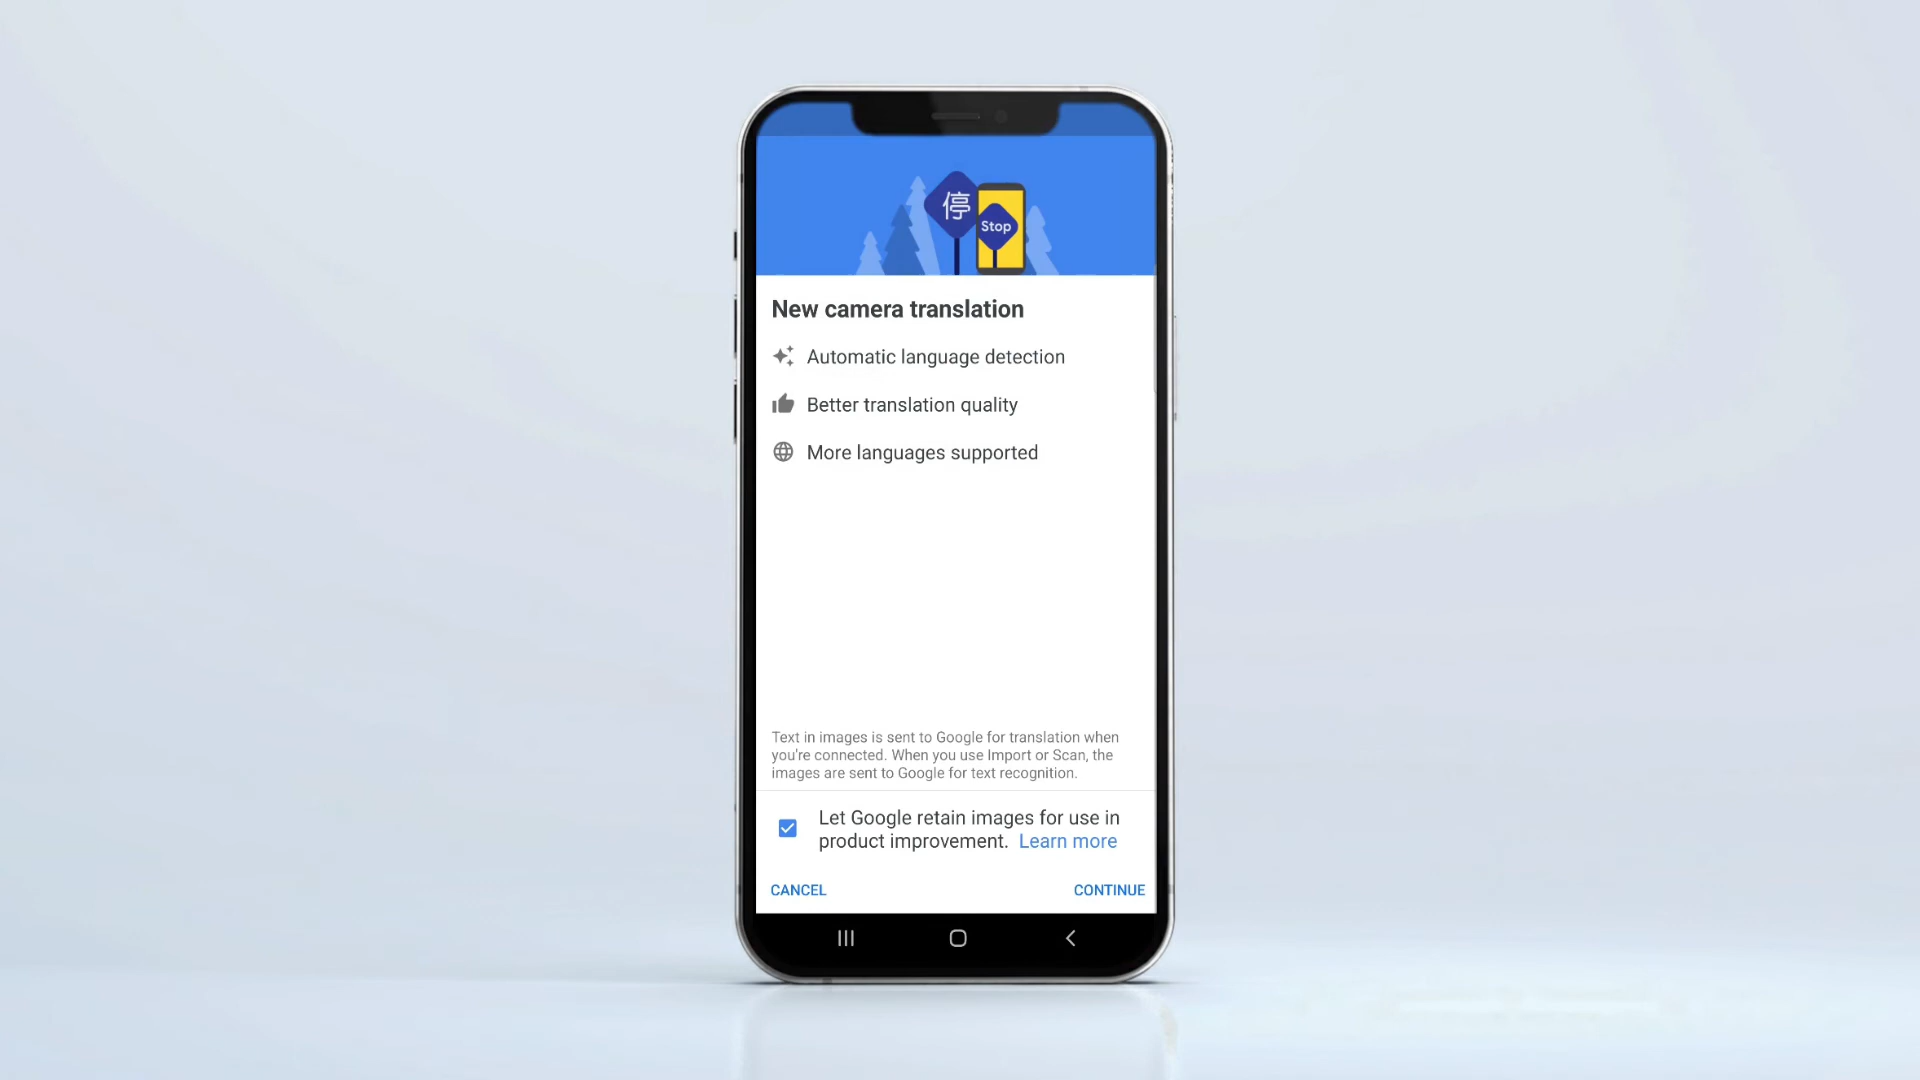 停
Stop
New camera translation
Automatic language detection
Better translation quality
More languages supported
Text in images is sent to Google for translation when
you're connected. When you use Import or Scan, the
images are sent to Google for text recognition.
Let Google retain images for use in
product improvement. Learn more
CANCEL
CONTINUE